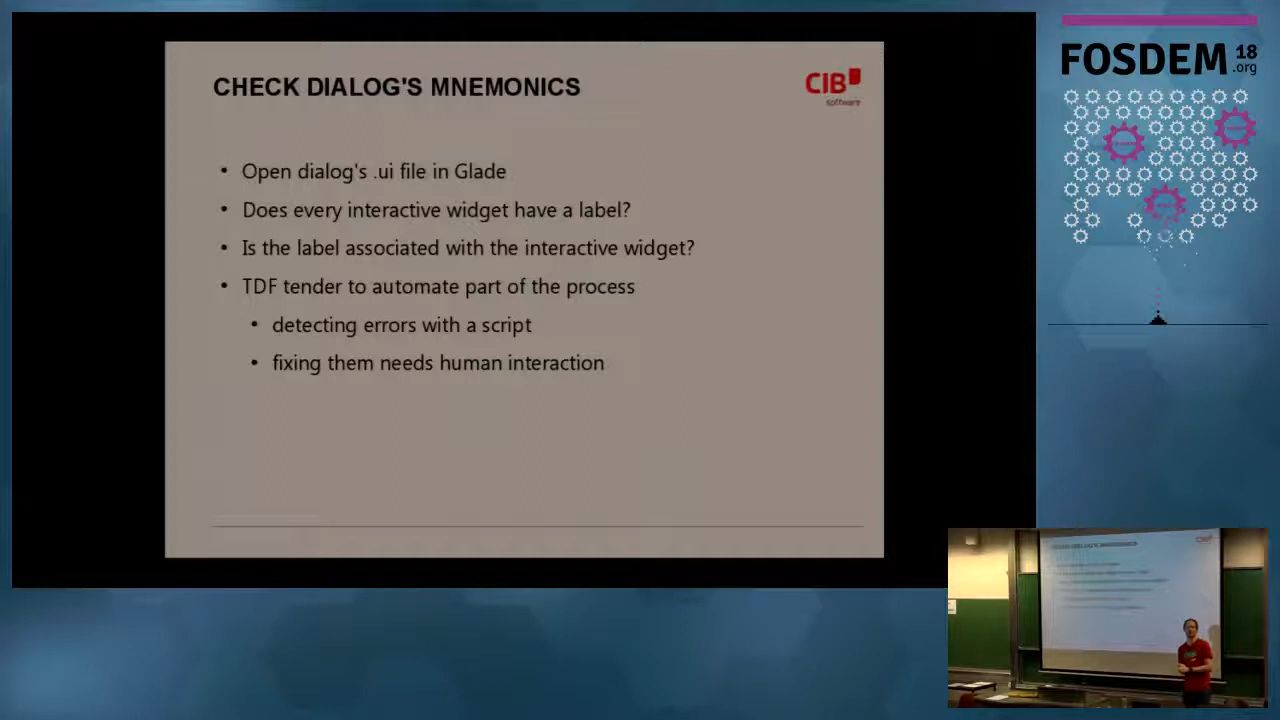 CHECK DIALOG'S MNEMONICS
CIB
software
• Open dialog's .ui file in Glade
• Does every interactive widget have a label?
• Is the label associated with the interactive widget?
• TDF tender to automate part of the process
• detecting errors with a script
• fixing them needs human interaction
FOSDEM 18
.org